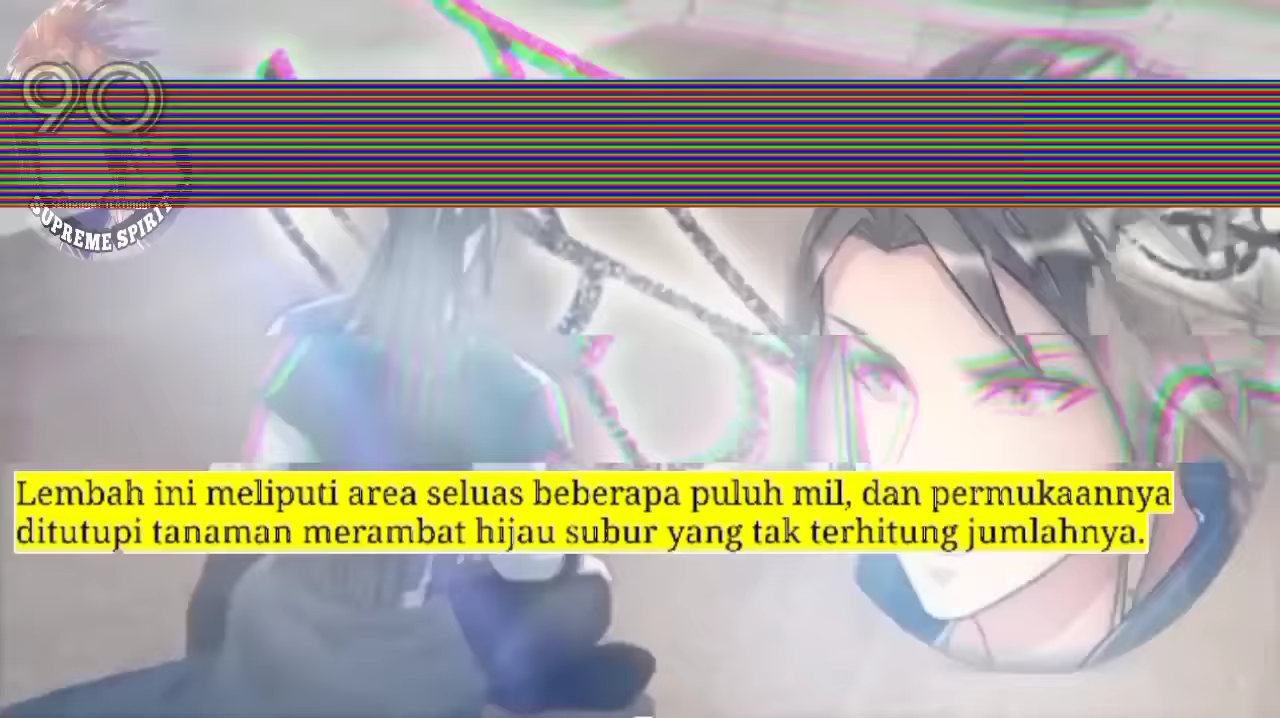 90
SUPREME SPIRIT
Lembah ini meliputi area seluas beberapa puluh mil, dan permukaannya
ditutupi tanaman merambat hijau subur yang tak terhitung jumlahnya.